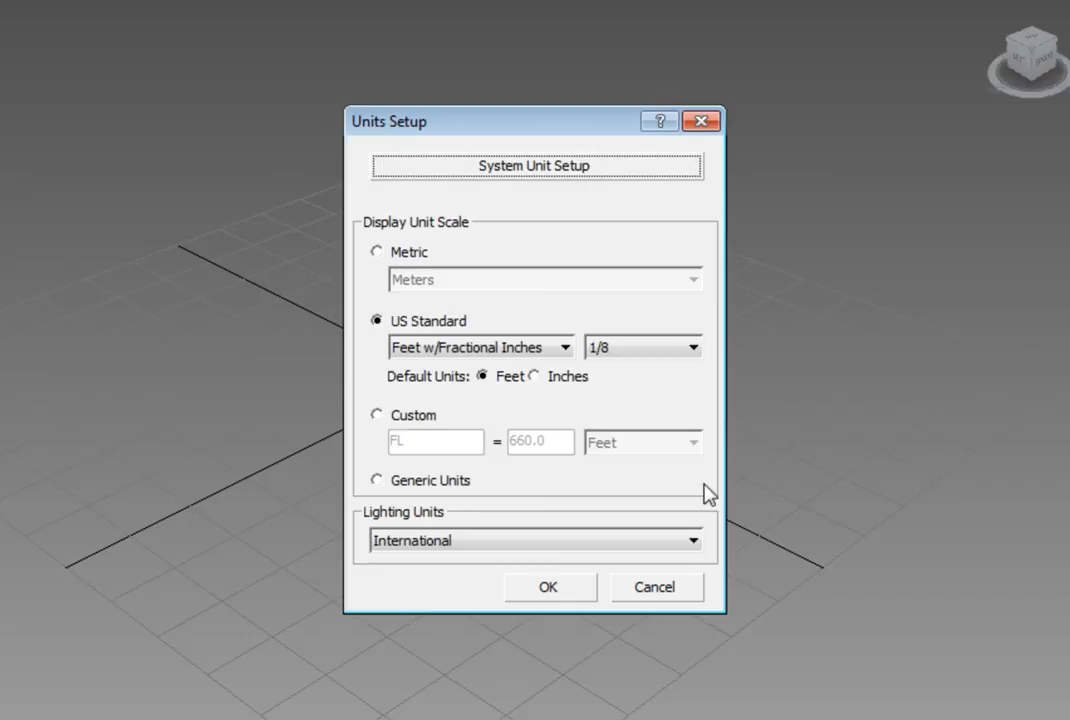 Units Setup
?
System Unit Setup
Display Unit Scale
Metric
Meters
US Standard
Feet w/Fractional Inches 1/8
Default Units: Feet Inches
Custom
FL = 660.0 Feet
Generic Units
Lighting Units
International
OK Cancel